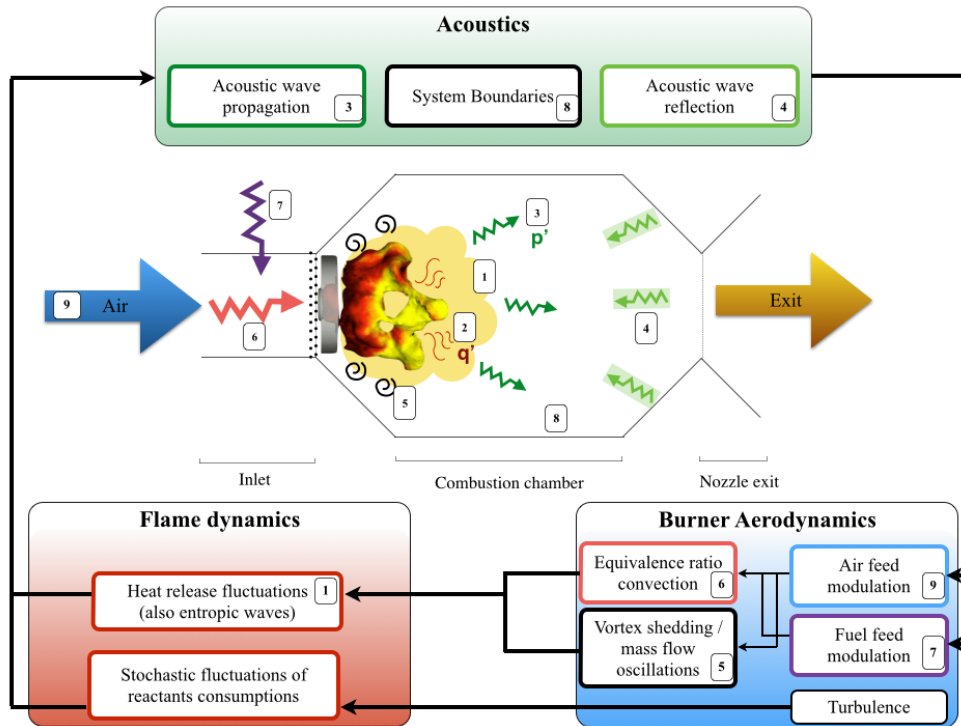 Acoustics
Acoustic wave
propagation
3
System Boundaries
8
Acoustic wave
reflection
4
7
3
p'
1
9
Air
6
2
q'
4
Exit
5
8
Inlet
Combustion chamber
Nozzle exit
Flame dynamics
Heat release fluctuations
(also entropic waves)
1
Stochastic fluctuations of
reactants consumptions
Burner Aerodynamics
Equivalence ratio
convection
6
Air feed
modulation
9
Vortex shedding /
mass flow
oscillations
5
Fuel feed
modulation
7
Turbulence